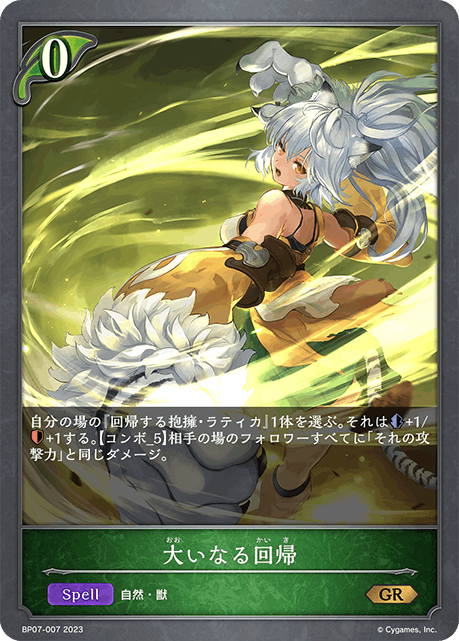 0
自分の場の『回帰する抱擁・ラティカ』1体を選ぶ。それは+1/
+1する。【コンボ_5】相手の場のフォロワーすべてに「それの攻
撃力」と同じダメージ。
おお かい き
大いなる回帰
Spell 自然・獣 GR
BP07-007 2023 © Cygames, Inc.